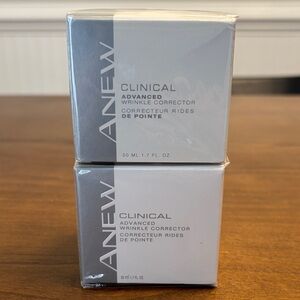 ANEW
CLINICAL
ADVANCED
WRINKLE CORRECTOR
CORRECTEUR RIDES
DE POINTE
50 ML 1.7 FL. OZ.
ANEW
CLINICAL
ADVANCED
WRINKLE CORRECTOR
CORRECTEUR RIDES
DE POINTE